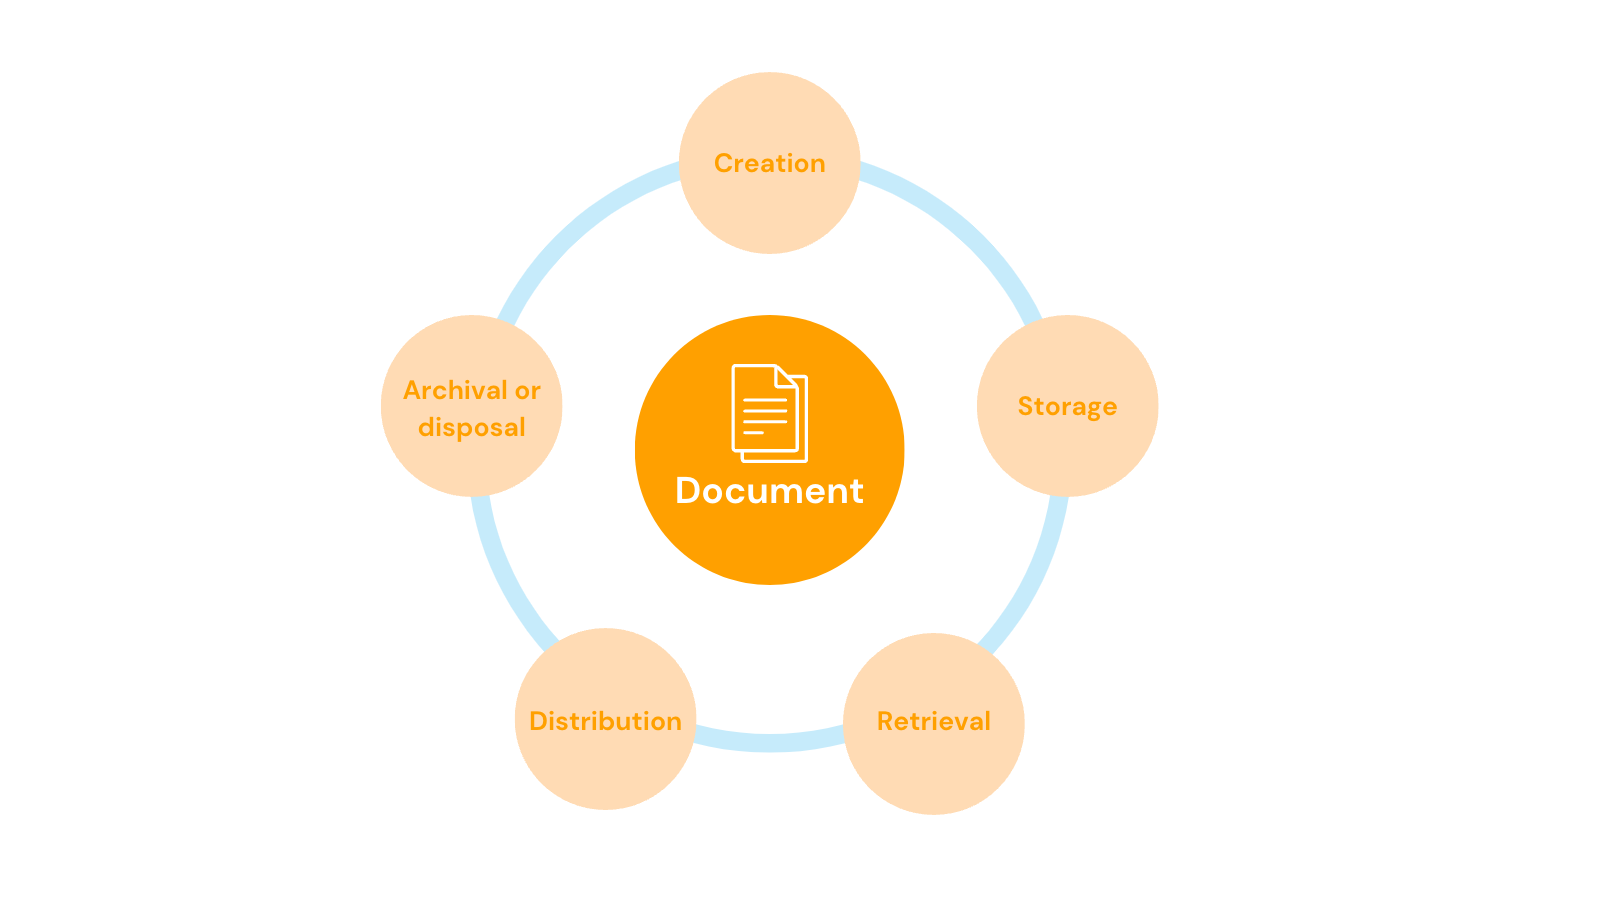 Creation
Storage
Retrieval
Distribution
Archival or
disposal
Document